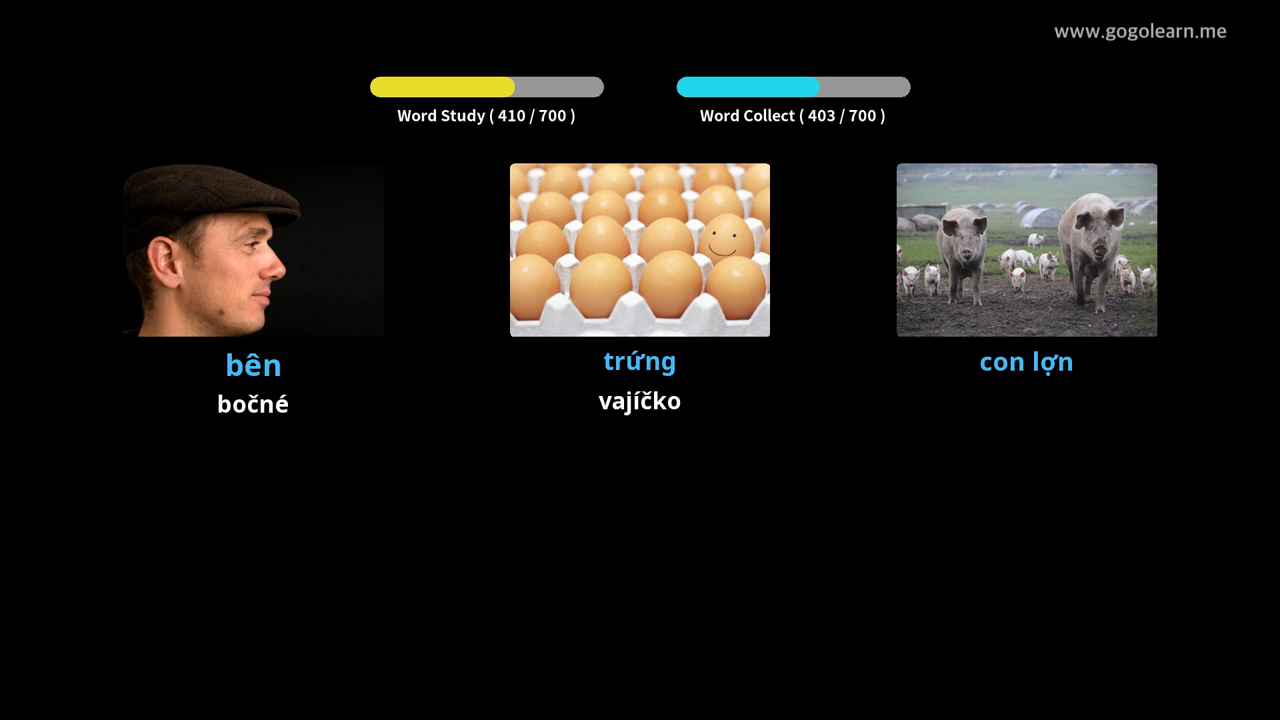 www.gogolearn.me
Word Study ( 410 / 700 )
Word Collect ( 403 / 700 )
bên
trứng
con lợn
bočné
vajíčko